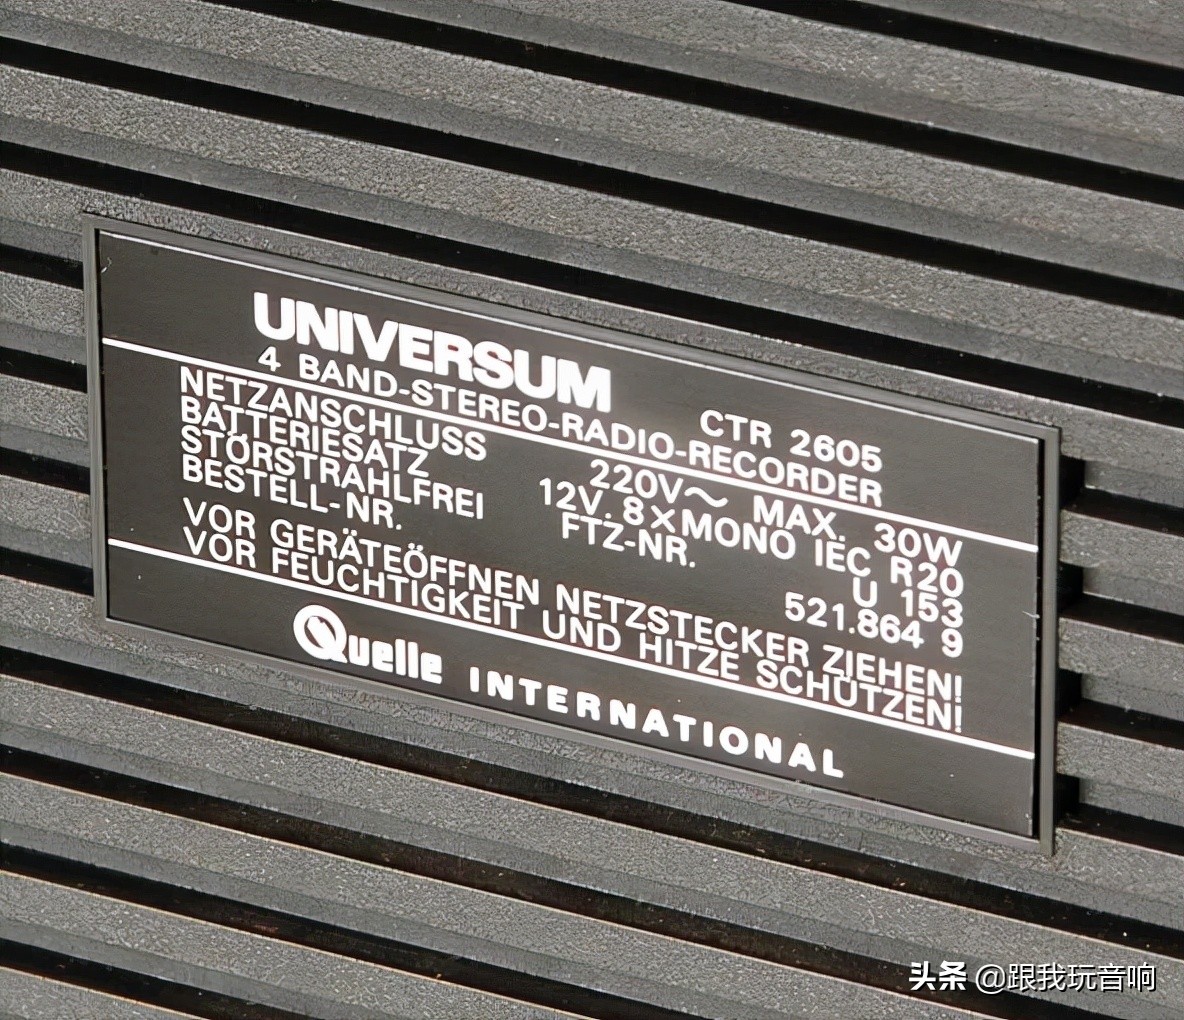 UNIVERSUM CTR 2605
4 BAND-STEREO-RADIO-RECORDER
NETZANSCHLUSS 220V~ MAX. 30W
BATTERIESATZ 12V. 8×MONO IEC R20
STÖRSTRAHLFREI FTZ-NR. U 153
BESTELL-NR. 521.864 9
VOR GERÄTEÖFFNEN NETZSTECKER ZIEHEN!
VOR FEUCHTIGKEIT UND HITZE SCHÜTZEN!
Quelle INTERNATIONAL
头条 @跟我玩音响